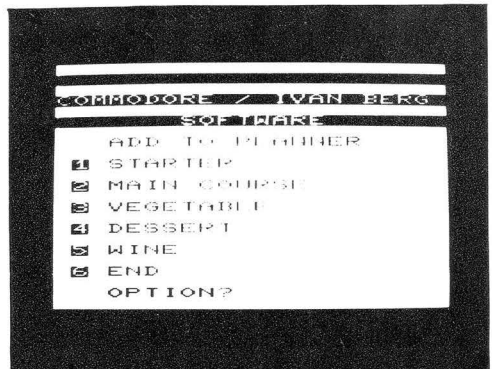 COMMODORE / IVAN BERG
SOFTWARE
ADD TO PLANNER
1 STARTER
2 MAIN COURSE
3 VEGETABLE
4 DESSERT
5 WINE
6 END
OPTION?